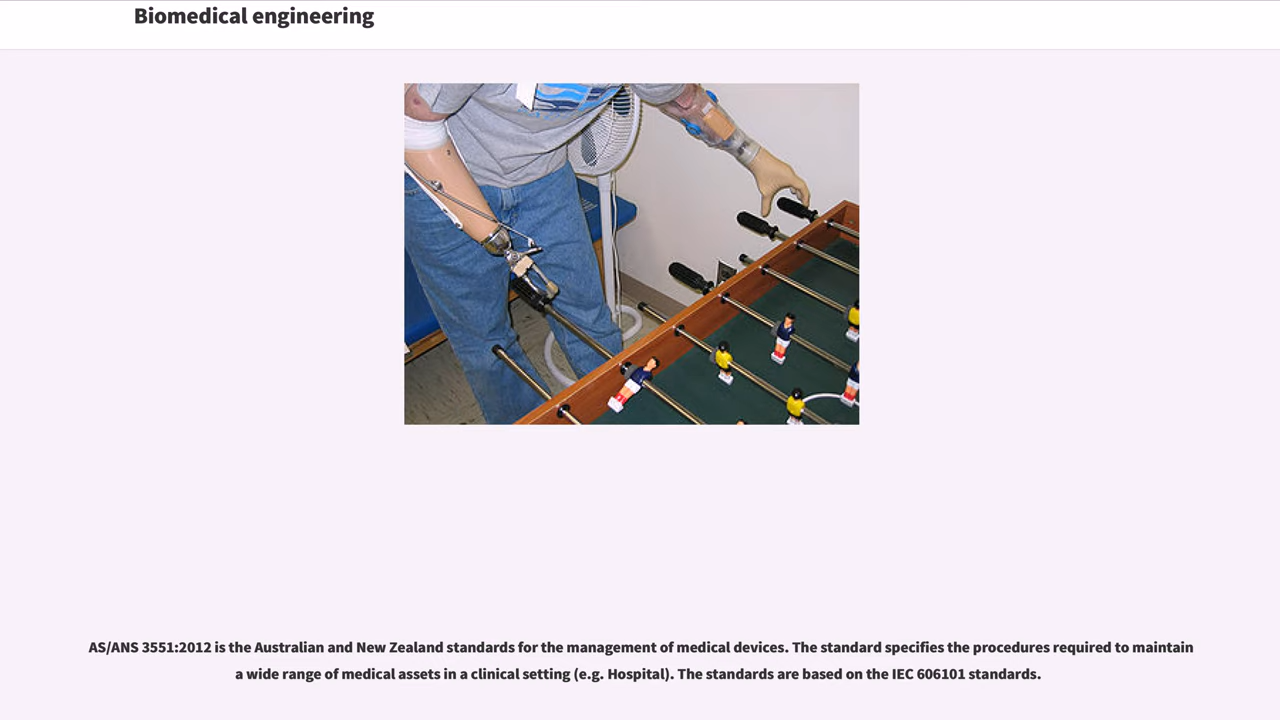 Biomedical engineering
AS/ANS 3551:2012 is the Australian and New Zealand standards for the management of medical devices. The standard specifies the procedures required to maintain
a wide range of medical assets in a clinical setting (e.g. Hospital). The standards are based on the IEC 606101 standards.